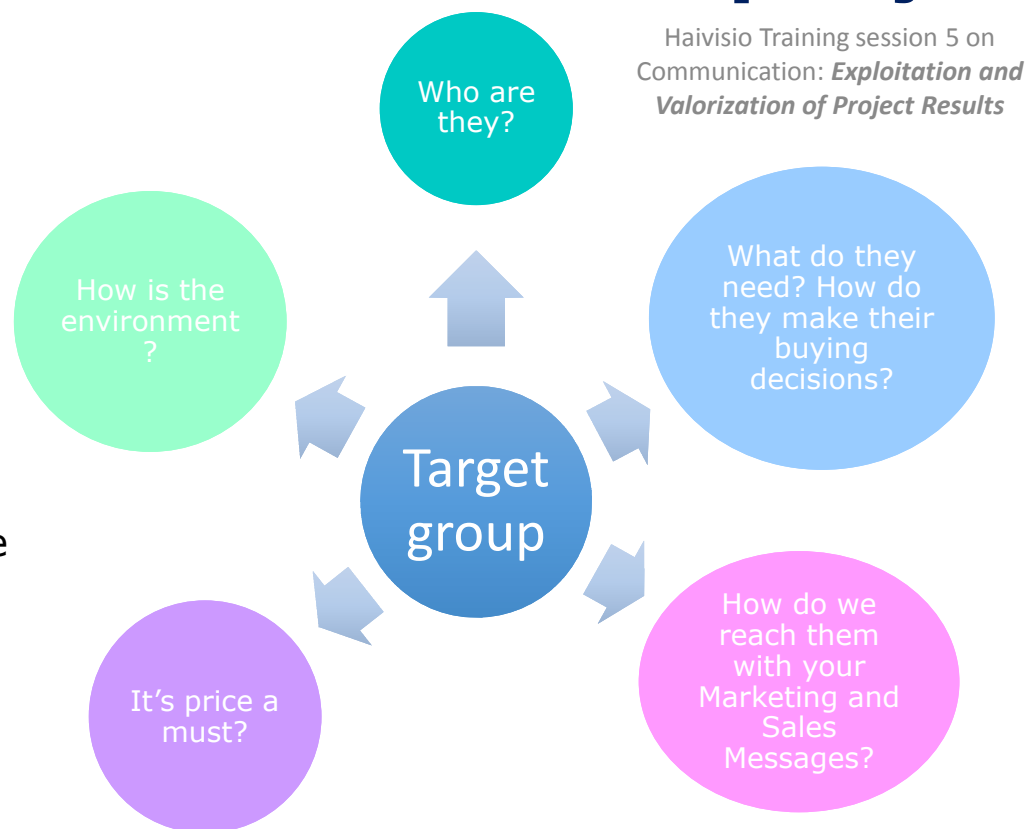 Haivisio Training session 5 on
Communication: Exploitation and
Valorization of Project Results
Who are
they?
What do they
need? How do
they make their
buying
decisions?
How is the
environment
?
Target
group
e
How do we
reach them
with your
Marketing and
Sales
Messages?
It’s price a
must?